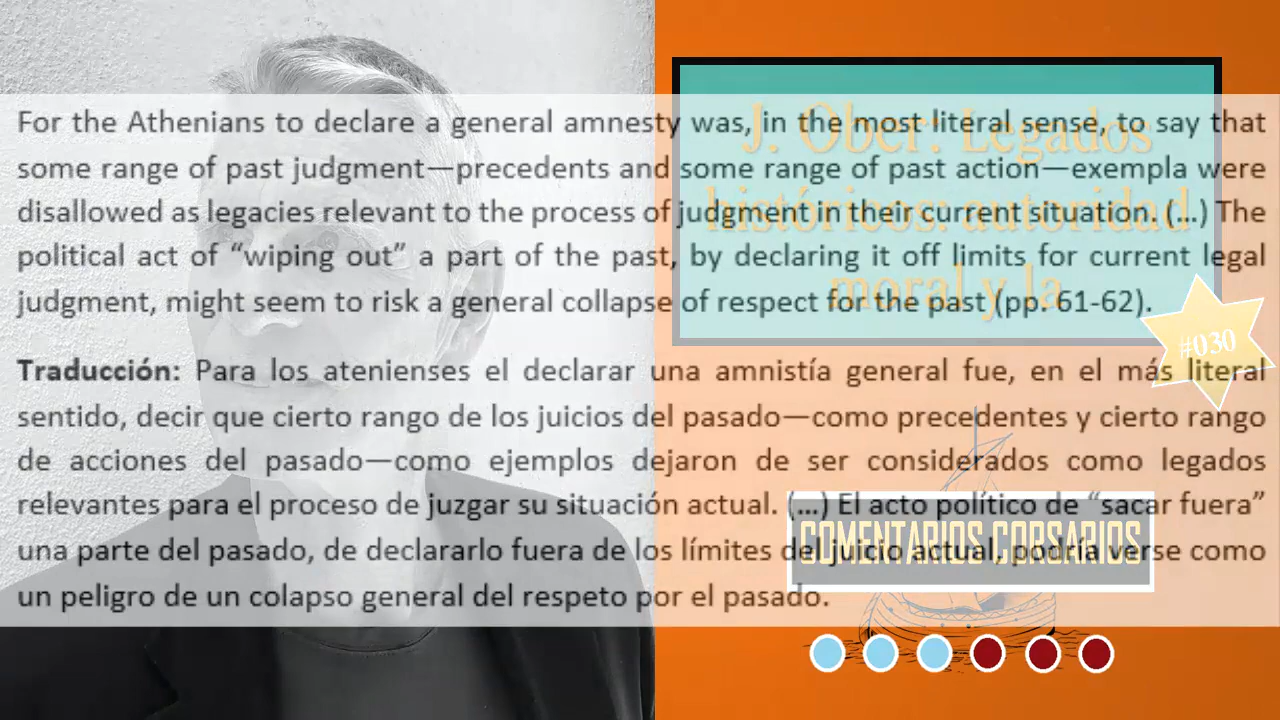 For the Athenians to declare a general amnesty was, in the most literal sense, to say that
some range of past judgment—precedents and some range of past action—exempla were
disallowed as legacies relevant to the process of judgment in their current situation. (...) The
political act of “wiping out” a part of the past, by declaring it off limits for current legal
judgment, might seem to risk a general collapse of respect for the past (pp. 61-62).
Traducción: Para los atenienses el declarar una amnistía general fue, en el más literal
sentido, decir que cierto rango de los juicios del pasado—como precedentes y cierto rango
de acciones del pasado—como ejemplos dejaron de ser considerados como legados
relevantes para el proceso de juzgar su situación actual. (...) El acto político de “sacar fuera”
una parte del pasado, de declararlo fuera de los límites del juicio actual, podría verse como
un peligro de un colapso general del respeto por el pasado.
J. Ober: Legados
históricos: autoridad
moral y la
#030
COMENTARIOS CORSARIOS